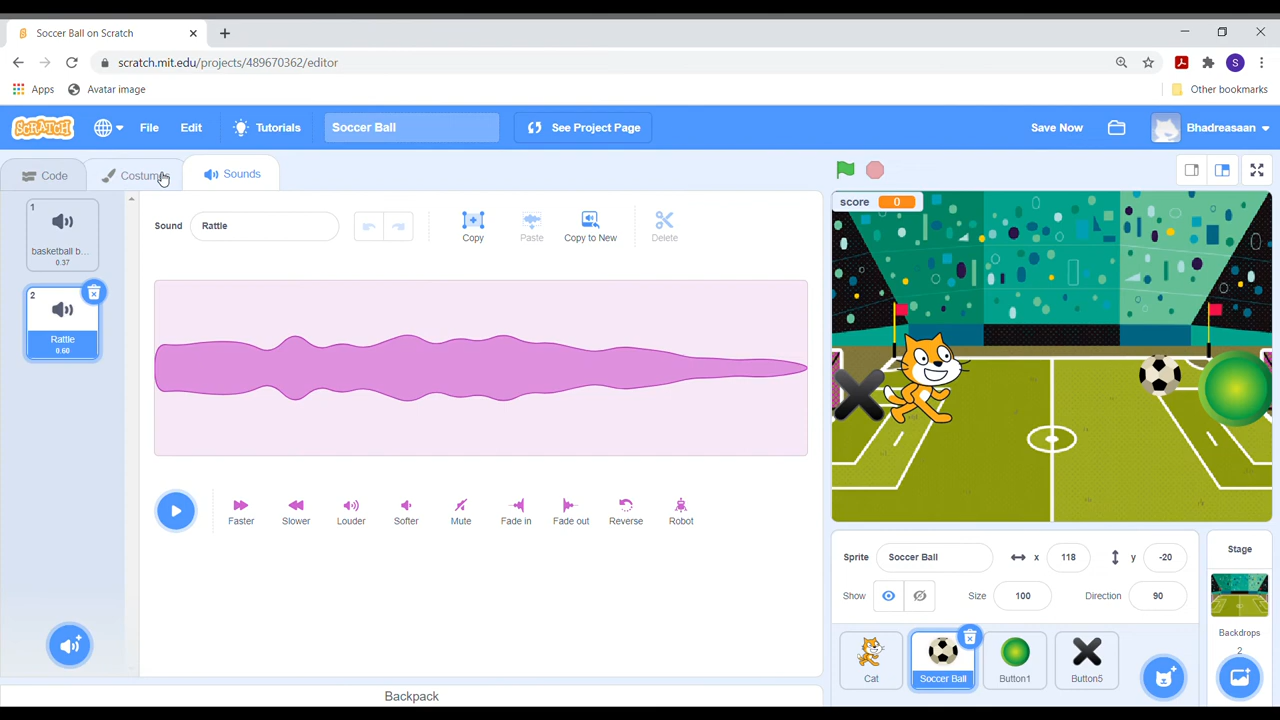 Soccer Ball on Scratch
scratch.mit.edu/projects/489670362/editor
S
Apps
Avatar image
Other bookmarks
SCRATCH
File
Edit
Tutorials
Soccer Ball
See Project Page
Save Now
Bhadreasaan
Code
Costumes
Sounds
1
basketball b...
0.37
2
Rattle
0.60
Sound
Rattle
Copy
Paste
Copy to New
Delete
Faster
Slower
Louder
Softer
Mute
Fade in
Fade out
Reverse
Robot
Backpack
score 0
Sprite
Soccer Ball
x
118
y
-20
Show
Size
100
Direction
90
Cat
Soccer Ball
Button1
Button5
Stage
Backdrops
2